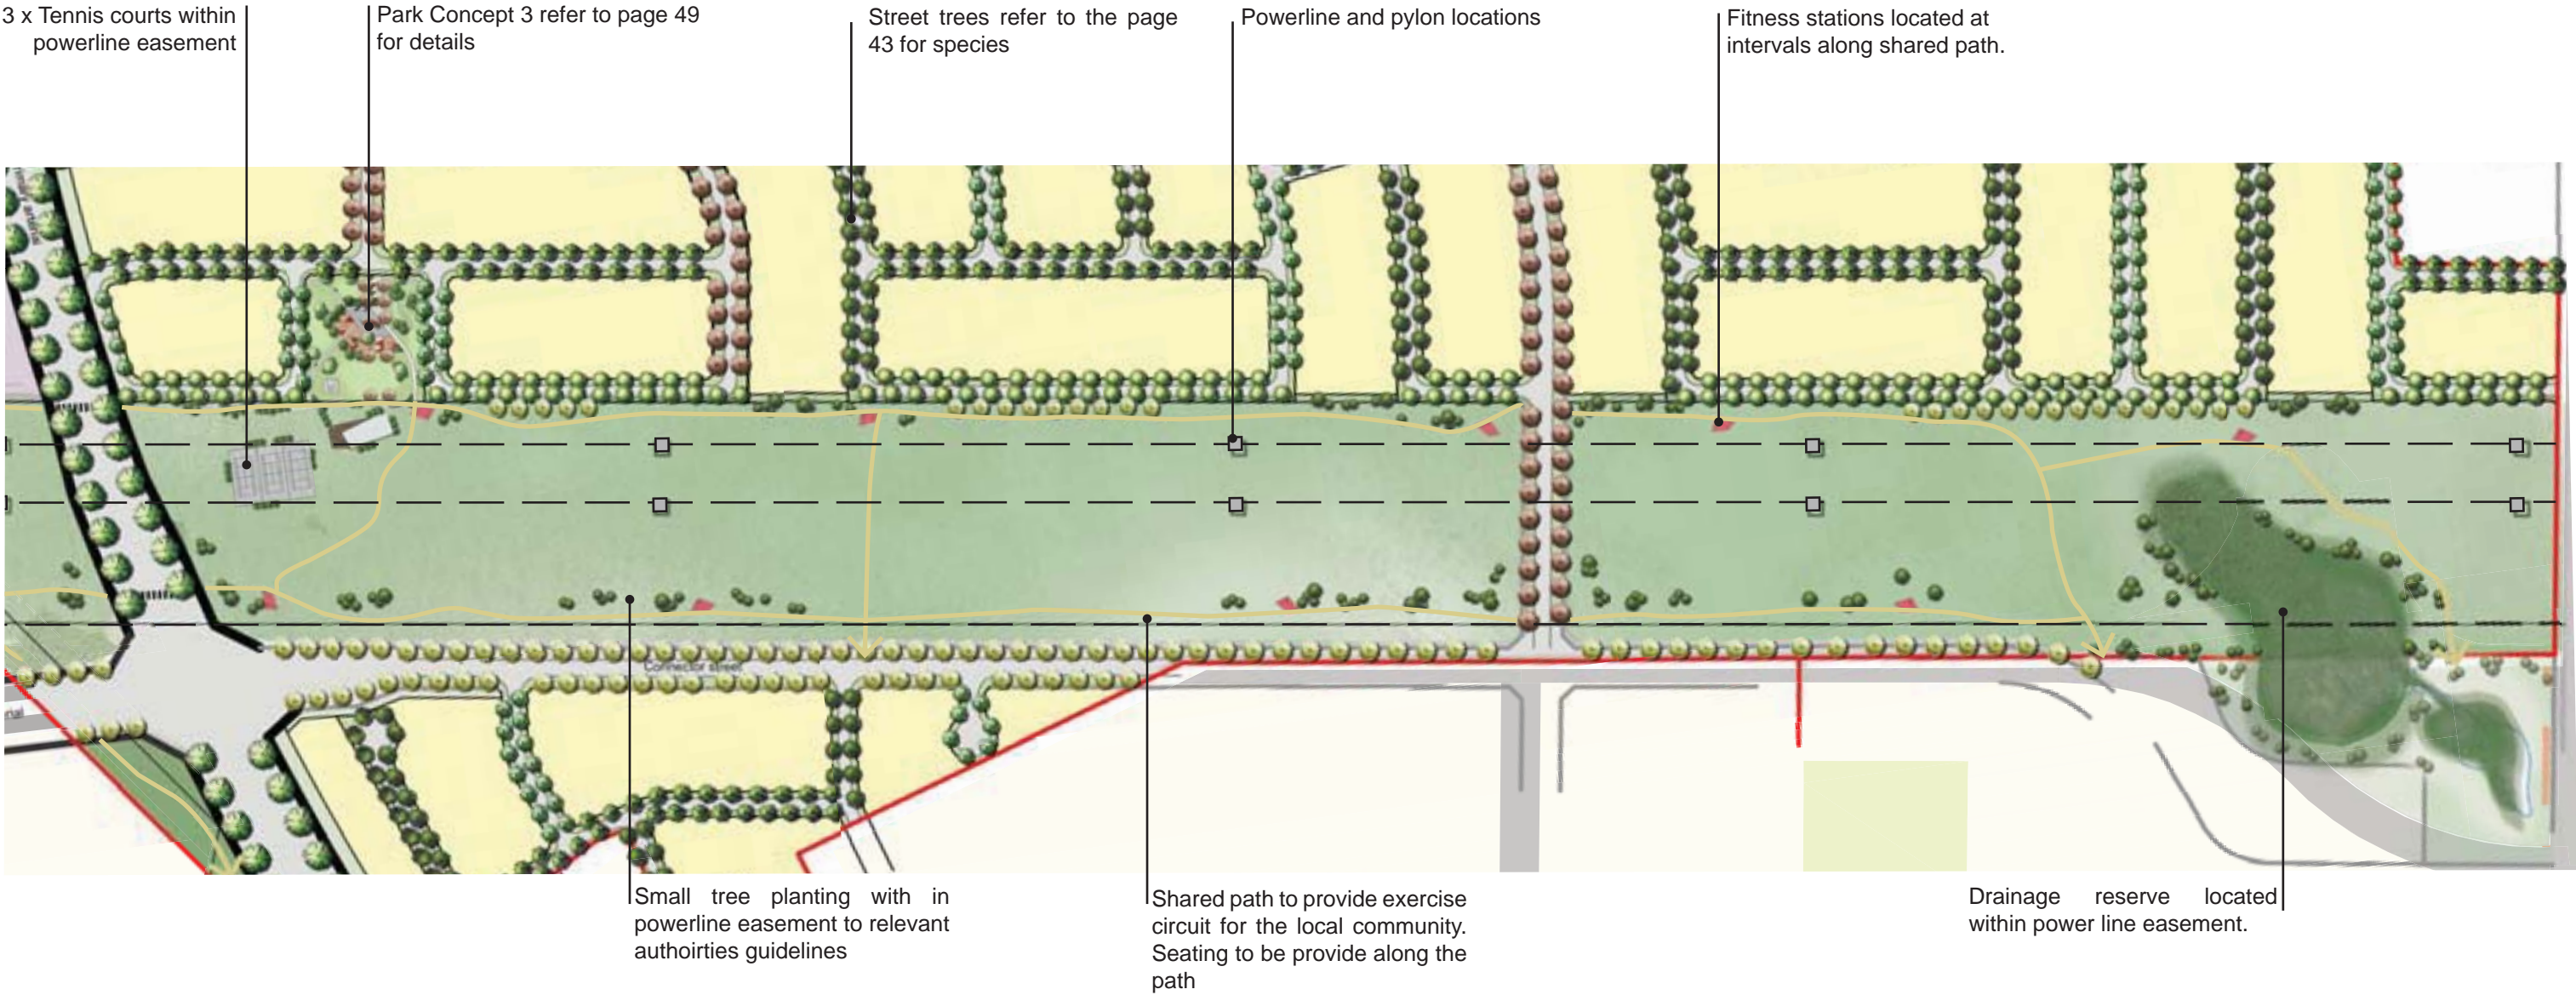 3 x Tennis courts within
powerline easement
Park Concept 3 refer to page 49
for details
Street trees refer to the page
43 for species
Powerline and pylon locations
Fitness stations located at
intervals along shared path.
Connector street
Small tree planting with in
powerline easement to relevant
authoirties guidelines
Shared path to provide exercise
circuit for the local community.
Seating to be provide along the
path
Drainage reserve located
within power line easement.